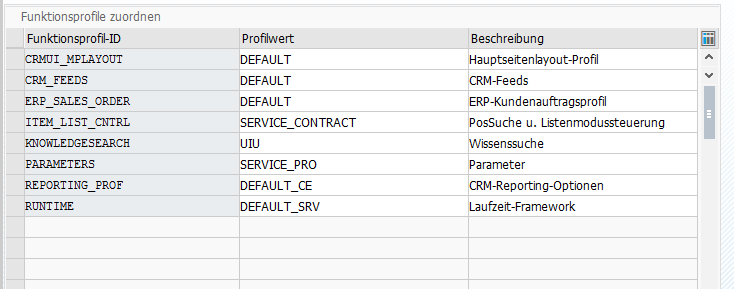 Funktionsprofile zuordnen
Funktionsprofil-ID Profilwert Beschreibung
CRMUI_MPLAYOUT DEFAULT Hauptseitenlayout-Profil
CRM_FEEDS DEFAULT CRM-Feeds
ERP_SALES_ORDER DEFAULT ERP-Kundenauftragsprofil
ITEM_LIST_CNTRL SERVICE_CONTRACT PosSuche u. Listenmodussteuerung
KNOWLEDGESEARCH UIU Wissenssuche
PARAMETERS SERVICE_PRO Parameter
REPORTING_PROF DEFAULT_CE CRM-Reporting-Optionen
RUNTIME DEFAULT_SRV Laufzeit-Framework